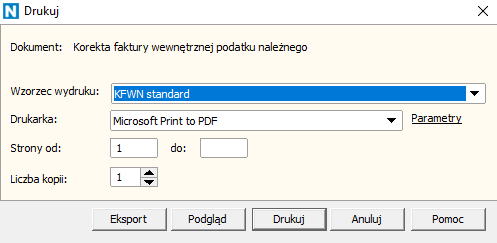 Drukuj
Dokument: Korekta faktury wewnętrznej podatku należnego
Wzorzec wydruku: KFWN standard
Drukarka: Microsoft Print to PDF Parametry
Strony od: 1 do:
Liczba kopii: 1
Eksport Podgląd Drukuj Anuluj Pomoc